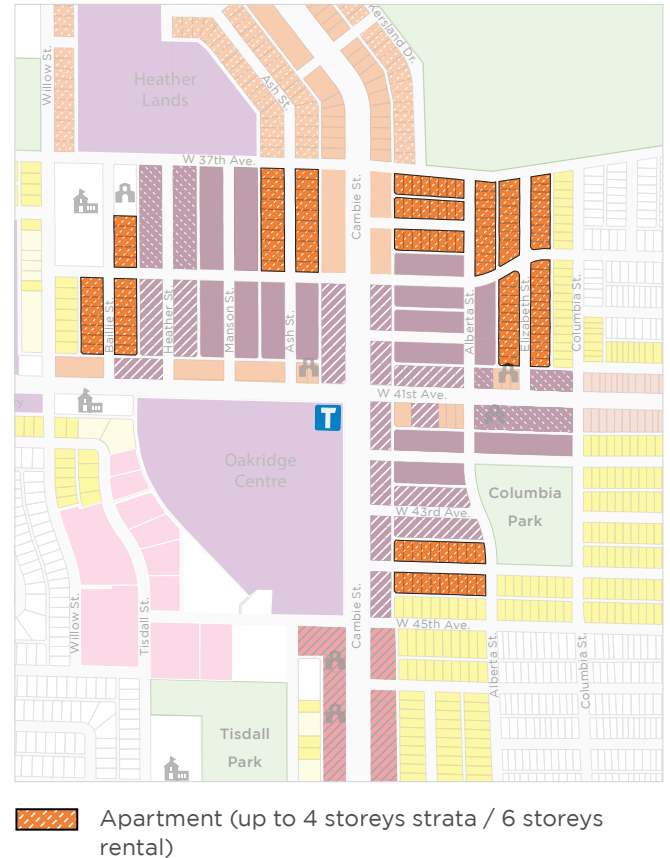 Kersland Dr.
Willow St.
Heather
Lands
Ash St.
W 37th Ave.
Cambie St.
Baillie St.
Heather St.
Manson St.
Ash St.
Alberta St.
Elizabeth St.
Columbia St.
W 41st Ave.
T
Oakridge
Centre
Columbia
Park
W 43rd Ave.
Willow St.
Tisdall St.
Cambie St.
W 45th Ave.
Alberta St.
Columbia St.
Tisdall
Park
Apartment (up to 4 storeys strata / 6 storeys
rental)